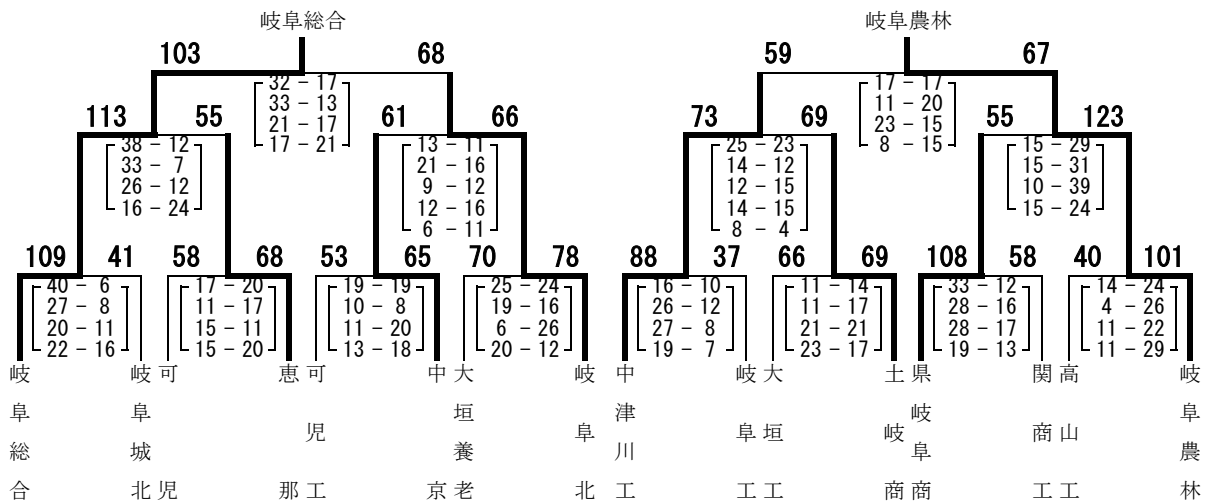 岐阜総合 岐阜農林
103 68 59 67
32 - 17 17 - 17
33 - 13 11 - 20
21 - 17 23 - 15
17 - 21 8 - 15
113 55 61 66 73 69 55 123
38 - 12 13 - 11 25 - 23 15 - 29
33 - 7 21 - 16 14 - 12 15 - 31
26 - 12 9 - 12 12 - 15 10 - 39
16 - 24 12 - 16 14 - 15 15 - 24
6 - 11 8 - 4
109 41 58 68 53 65 70 78 88 37 66 69 108 58 40 101
40 - 6 17 - 20 19 - 19 25 - 24 16 - 10 11 - 14 33 - 12 14 - 24
27 - 8 11 - 17 10 - 8 19 - 16 26 - 12 11 - 17 28 - 16 4 - 26
20 - 11 15 - 11 11 - 20 6 - 26 27 - 8 21 - 21 28 - 17 11 - 22
22 - 16 15 - 20 13 - 18 20 - 12 19 - 7 23 - 17 19 - 13 11 - 29
岐阜総合 岐阜城北 可児 恵那 可児工 中京 大垣養老 岐阜北 中津川工 岐阜工 大垣工 土岐商 県岐阜商 関商工 高山工 岐阜農林